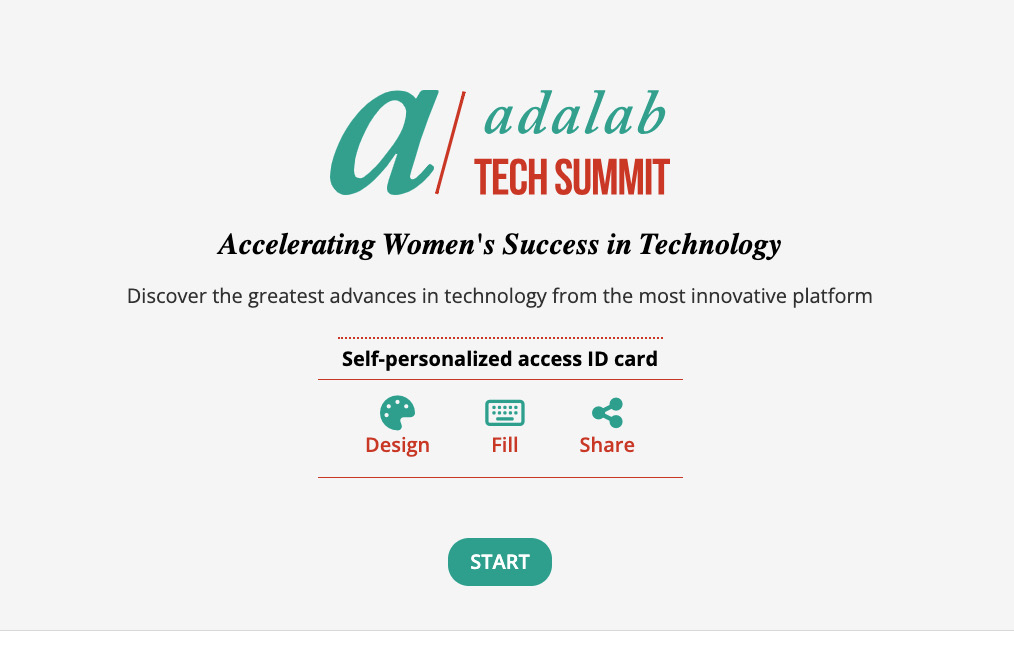 a/ adalab
TECH SUMMIT
Accelerating Women's Success in Technology
Discover the greatest advances in technology from the most innovative platform
Self-personalized access ID card
Design Fill Share
START